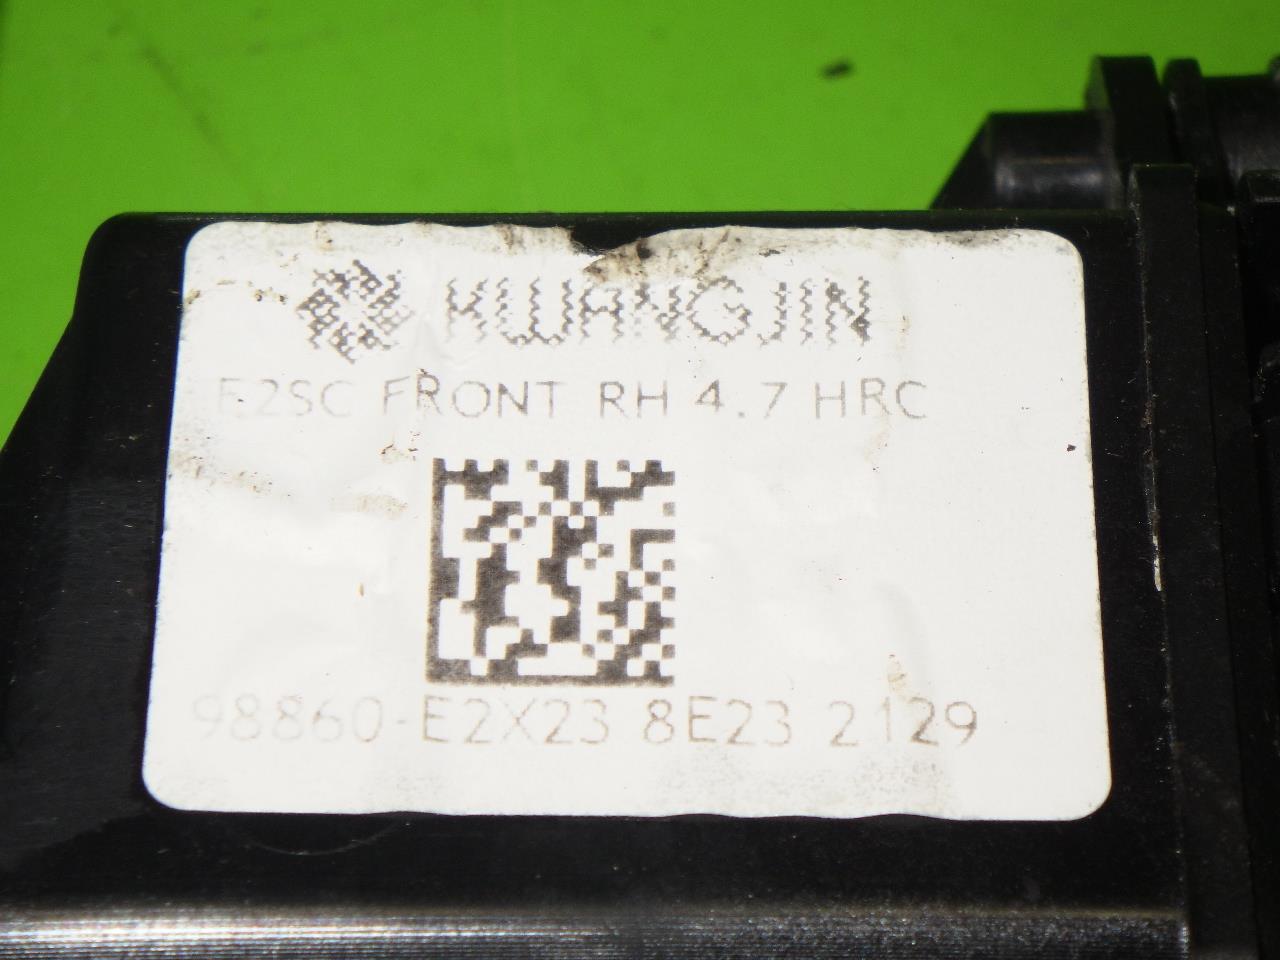 KWANGJIN
E2SC FRONT RH 4.7 HRC
98860-E2X23 8E23 2129